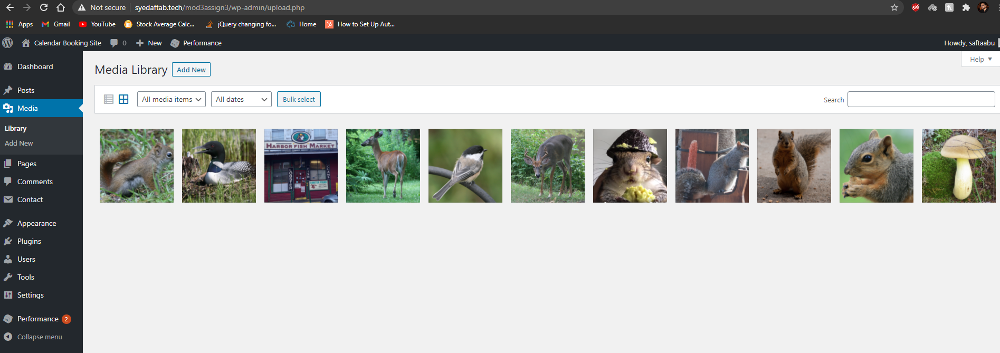 Not secure syedaftab.tech/mod3assign3/wp-admin/upload.php
Apps Gmail YouTube Stock Average Calc... jQuery changing fo... Home How to Set Up Aut...
Calendar Booking Site 0 New Performance Howdy, saftaabu
Help
Dashboard
Posts
Media
Library
Add New
Pages
Comments
Contact
Appearance
Plugins
Users
Tools
Settings
Performance 2
Collapse menu
Media Library Add New
All media items All dates Bulk select Search
HARBOR FISH MARKET
LOBSTER
CLAMS